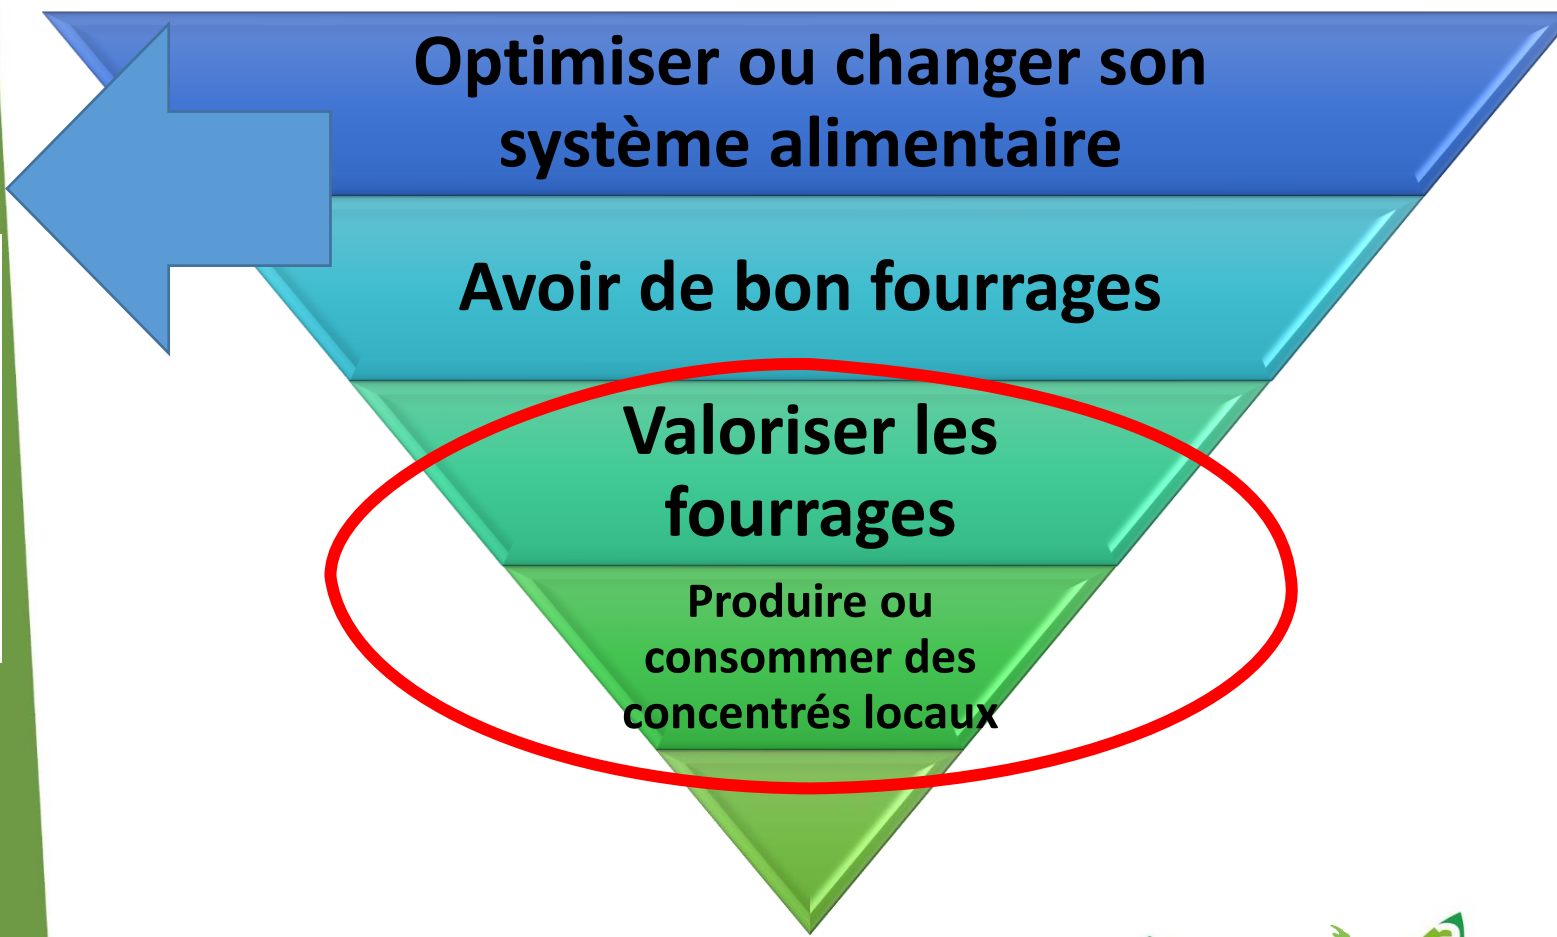 Optimiser ou changer son
système alimentaire
Avoir de bon fourrages
Valoriser les
fourrages
Produire ou
consommer des
concentrés locaux